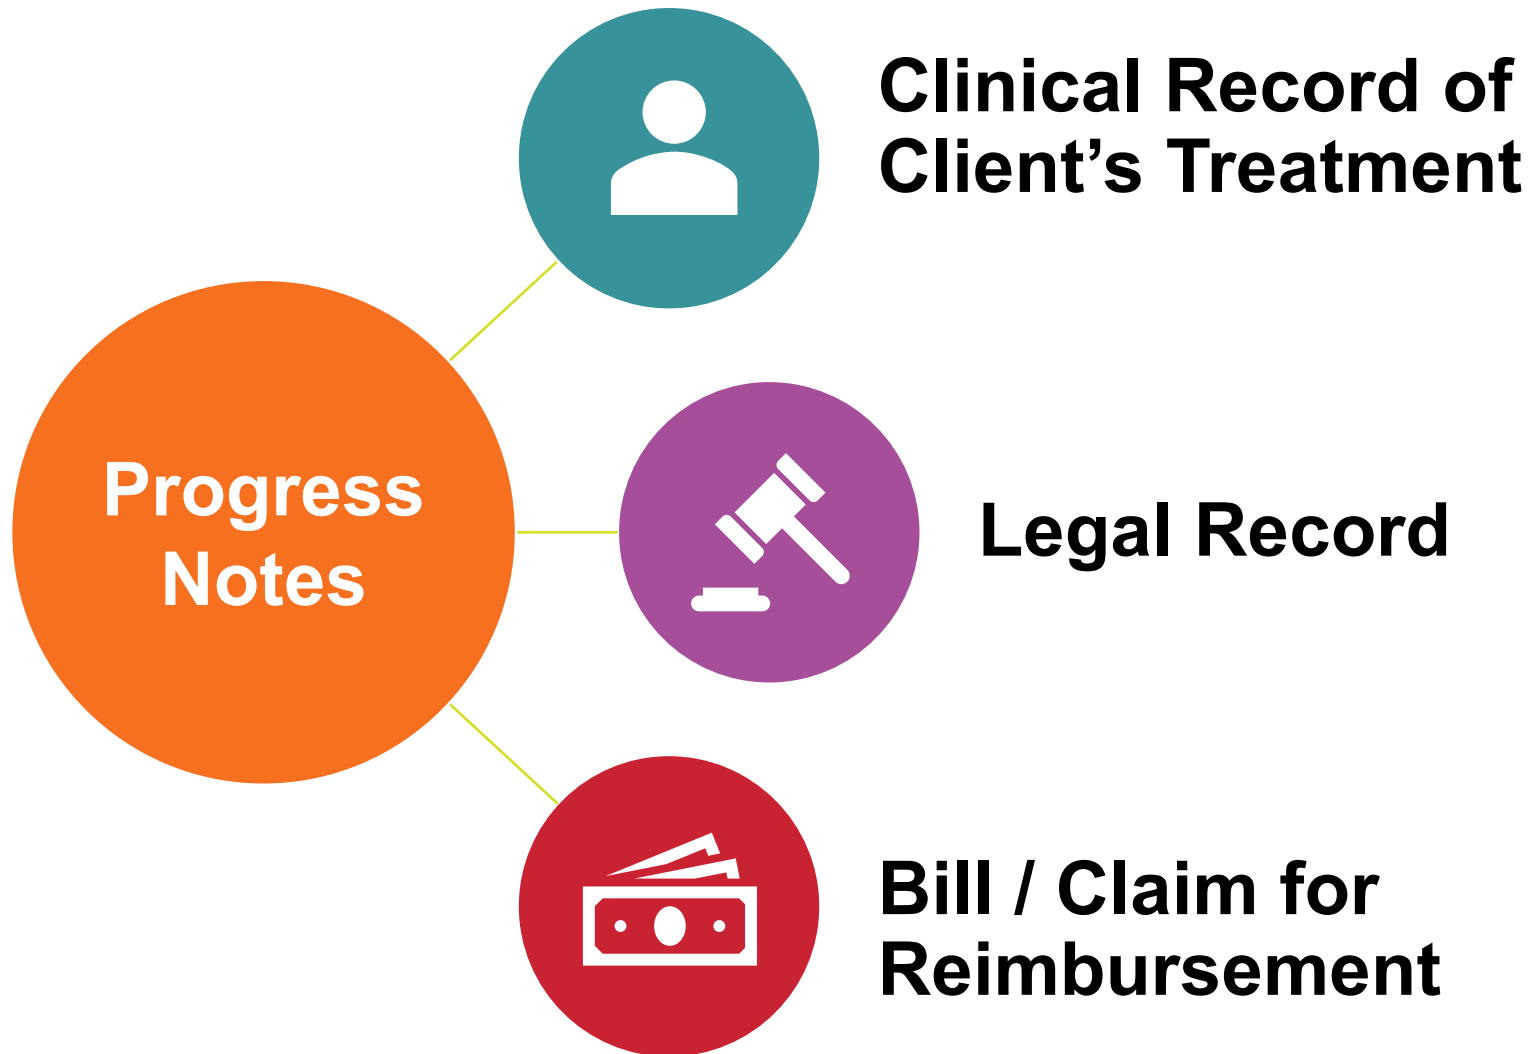 Clinical Record of
Client’s Treatment
Progress
Notes
Legal Record
Bill / Claim for
Reimbursement